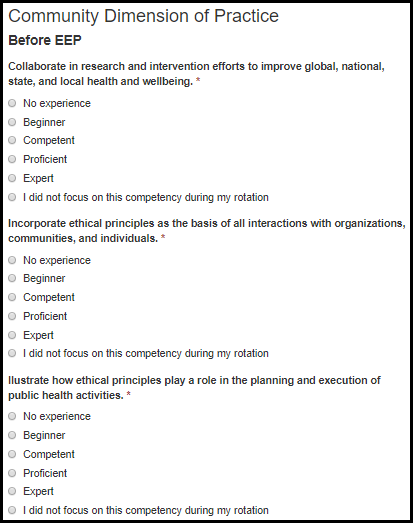 Community Dimension of Practice
Before EEP
Collaborate in research and intervention efforts to improve global, national,
state, and local health and wellbeing. *
No experience
Beginner
Competent
Proficient
Expert
I did not focus on this competency during my rotation
Incorporate ethical principles as the basis of all interactions with organizations,
communities, and individuals. *
No experience
Beginner
Competent
Proficient
Expert
I did not focus on this competency during my rotation
Ilustrate how ethical principles play a role in the planning and execution of
public health activities. *
No experience
Beginner
Competent
Proficient
Expert
I did not focus on this competency during my rotation